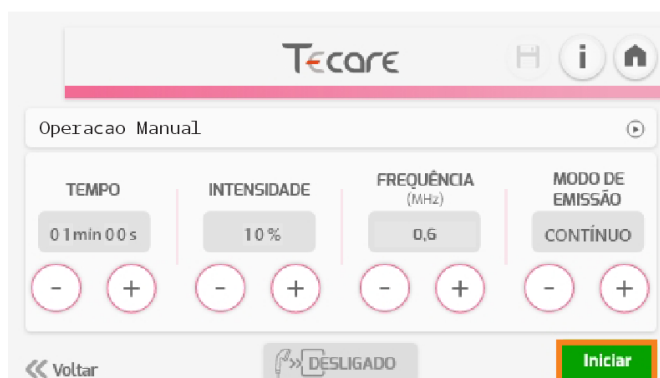 Tecare
H i
Operacao Manual
TEMPO INTENSIDADE FREQUÊNCIA (MHz) MODO DE EMISSÃO
01min00s 10% 0,6 CONTÍNUO
- + - + - + - +
Voltar DESLIGADO Iniciar